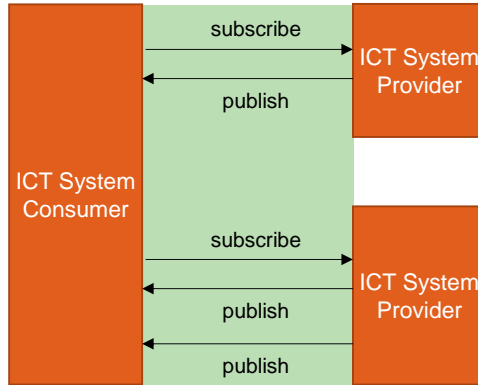 subscribe
ICT System
Provider
publish
ICT System
Consumer
subscribe
ICT System
Provider
publish
publish